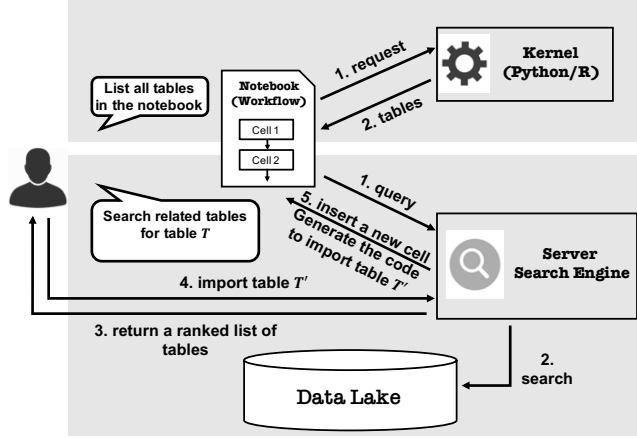 List all tables
in the notebook
Notebook
(Workflow)
Cell 1
Cell 2
1. request
2. tables
Kernel
(Python/R)
Search related tables
for table T
1. query
5. insert a new cell
Generate the code
to import table T'
Server
Search Engine
4. import table T'
3. return a ranked list of
tables
2.
search
Data Lake